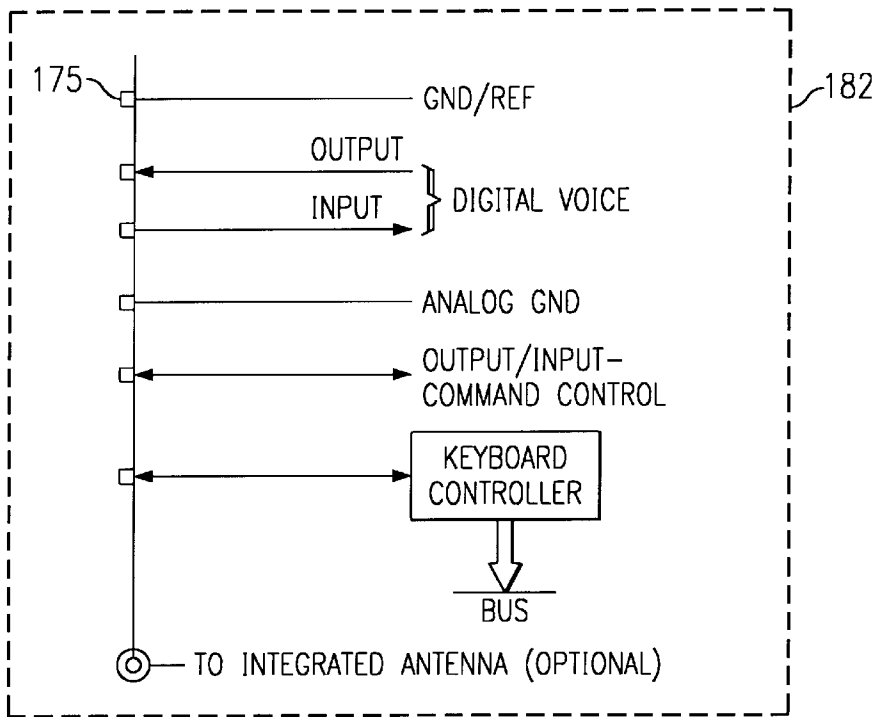 175
GND/REF
182
OUTPUT
DIGITAL VOICE
INPUT
ANALOG GND
OUTPUT/INPUT-
COMMAND CONTROL
KEYBOARD
CONTROLLER
BUS
TO INTEGRATED ANTENNA (OPTIONAL)